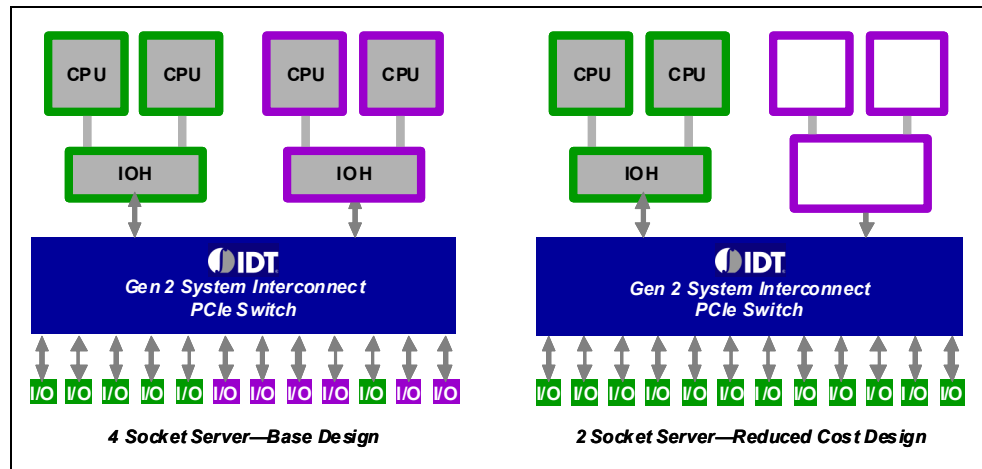 CPU CPU CPU CPU
IOH IOH
IDT
Gen 2 System Interconnect
PCIe Switch
I/O I/O I/O I/O I/O I/O I/O I/O I/O I/O I/O I/O
4 Socket Server—Base Design
CPU CPU
IOH
IDT
Gen 2 System Interconnect
PCIe Switch
I/O I/O I/O I/O I/O I/O I/O I/O I/O I/O I/O I/O
2 Socket Server—Reduced Cost Design